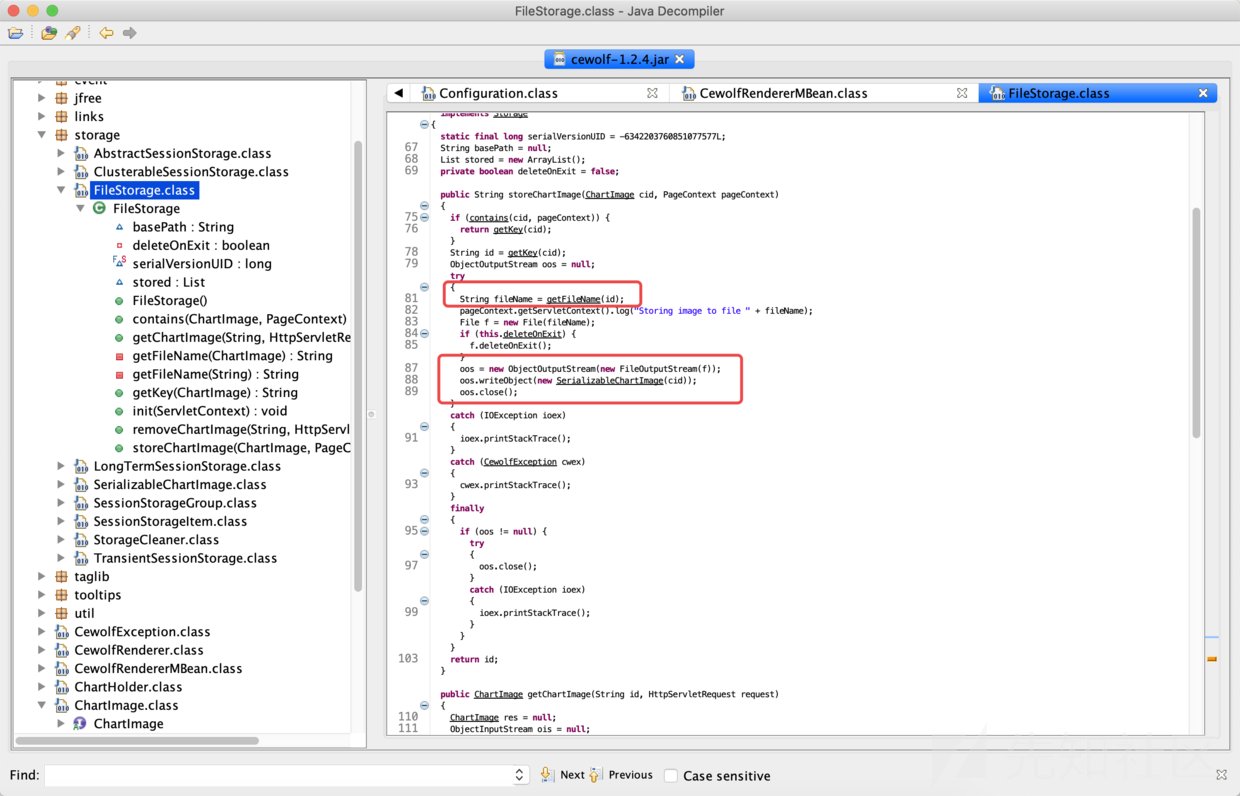 FileStorage.class - Java Decompiler
cewolf-1.2.4.jar
event
jfree
links
storage
AbstractSessionStorage.class
ClusterableSessionStorage.class
FileStorage.class
FileStorage
basePath : String
deleteOnExit : boolean
serialVersionUID : long
stored : List
FileStorage()
contains(ChartImage, PageContext)
getChartImage(String, HttpServletRe
getFileName(ChartImage) : String
getFileName(String) : String
getKey(ChartImage) : String
init(ServletContext) : void
removeChartImage(String, HttpServl
storeChartImage(ChartImage, PageC
LongTermSessionStorage.class
SerializableChartImage.class
SessionStorageGroup.class
SessionStorageItem.class
StorageCleaner.class
TransientSessionStorage.class
taglib
tooltips
util
CewolfException.class
CewolfRenderer.class
CewolfRendererMBean.class
ChartHolder.class
ChartImage.class
ChartImage
Configuration.class
CewolfRendererMBean.class
FileStorage.class
implements Storage
{
static final long serialVersionUID = -6342203760851077577L;
67 String basePath = null;
68 List stored = new ArrayList();
69 private boolean deleteOnExit = false;
public String storeChartImage(ChartImage cid, PageContext pageContext)
{
75 if (contains(cid, pageContext)) {
76 return getKey(cid);
}
78 String id = getKey(cid);
79 ObjectOutputStream oos = null;
try
{
81 String fileName = getFileName(id);
82 pageContext.getServletContext().log("Storing image to file " + fileName);
83 File f = new File(fileName);
84 if (this.deleteOnExit) {
85 f.deleteOnExit();
}
87 oos = new ObjectOutputStream(new FileOutputStream(f));
88 oos.writeObject(new SerializableChartImage(cid));
89 oos.close();
}
catch (IOException ioex)
{
91 ioex.printStackTrace();
}
catch (CewolfException cwex)
{
93 cwex.printStackTrace();
}
finally
{
95 if (oos != null) {
try
{
97 oos.close();
}
catch (IOException ioex)
{
99 ioex.printStackTrace();
}
}
}
103 return id;
}
public ChartImage getChartImage(String id, HttpServletRequest request)
{
110 ChartImage res = null;
111 ObjectInputStream ois = null;
Find:
Next
Previous
Case sensitive